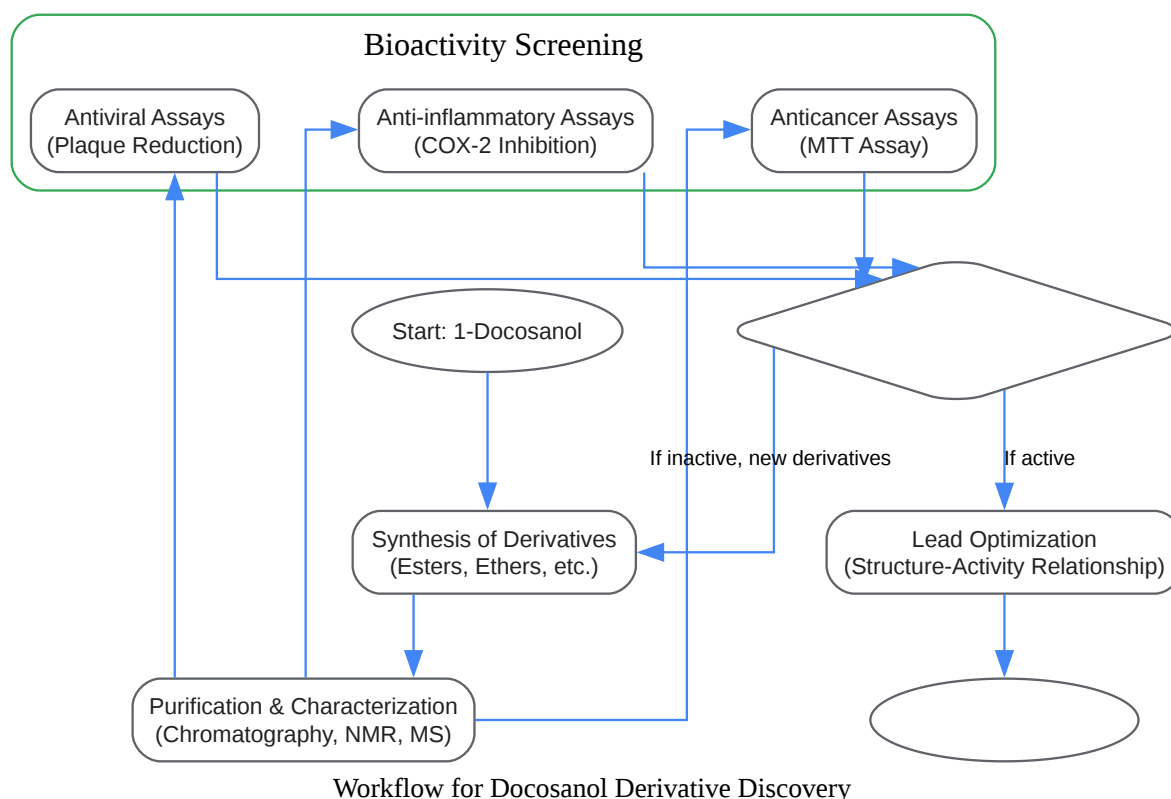 Bioactivity Screening
Antiviral Assays
(Plaque Reduction)
Anti-inflammatory Assays
(COX-2 Inhibition)
Anticancer Assays
(MTT Assay)
Start: 1-Docosanol
If inactive, new derivatives
If active
Synthesis of Derivatives
(Esters, Ethers, etc.)
Lead Optimization
(Structure-Activity Relationship)
Purification & Characterization
(Chromatography, NMR, MS)
Workflow for Docosanol Derivative Discovery